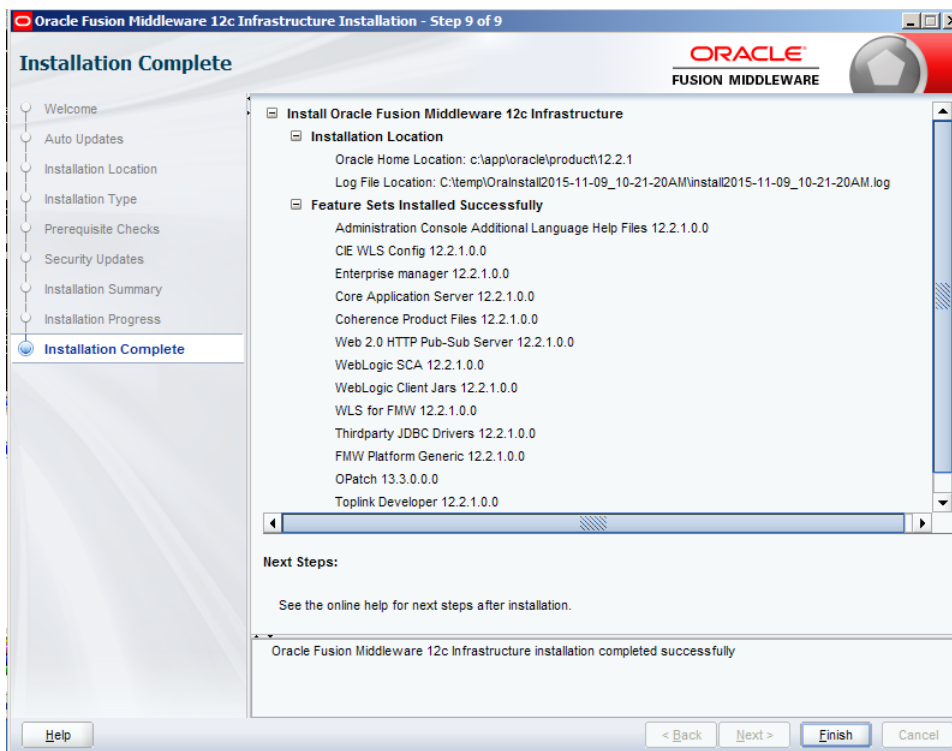 Oracle Fusion Middleware 12c Infrastructure Installation - Step 9 of 9
Installation Complete
ORACLE
FUSION MIDDLEWARE
Welcome
Auto Updates
Installation Location
Installation Type
Prerequisite Checks
Security Updates
Installation Summary
Installation Progress
Installation Complete
Install Oracle Fusion Middleware 12c Infrastructure
Installation Location
Oracle Home Location: c:\app\oracle\product\12.2.1
Log File Location: C:\temp\OraInstall2015-11-09_10-21-20AM\install2015-11-09_10-21-20AM.log
Feature Sets Installed Successfully
Administration Console Additional Language Help Files 12.2.1.0.0
CIE WLS Config 12.2.1.0.0
Enterprise manager 12.2.1.0.0
Core Application Server 12.2.1.0.0
Coherence Product Files 12.2.1.0.0
Web 2.0 HTTP Pub-Sub Server 12.2.1.0.0
WebLogic SCA 12.2.1.0.0
WebLogic Client Jars 12.2.1.0.0
WLS for FMW 12.2.1.0.0
Thirdparty JDBC Drivers 12.2.1.0.0
FMW Platform Generic 12.2.1.0.0
OPatch 13.3.0.0.0
Toplink Developer 12.2.1.0.0
Next Steps:
See the online help for next steps after installation.
Oracle Fusion Middleware 12c Infrastructure installation completed successfully
Help
< Back
Next >
Finish
Cancel